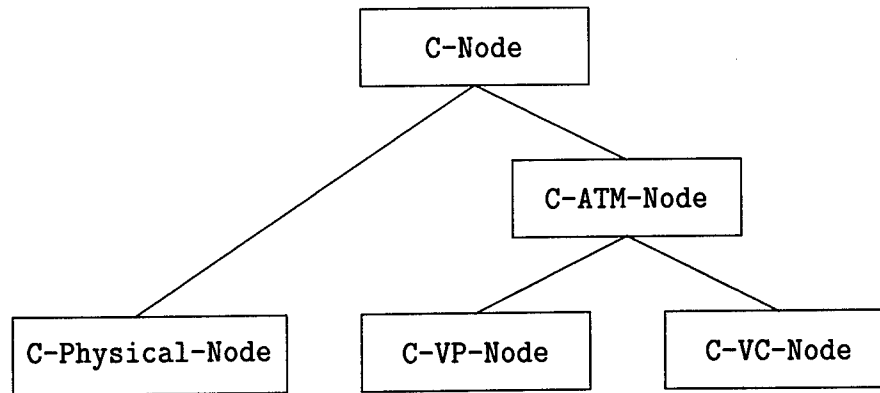 C-Node
C-ATM-Node
C-Physical-Node
C-VP-Node
C-VC-Node